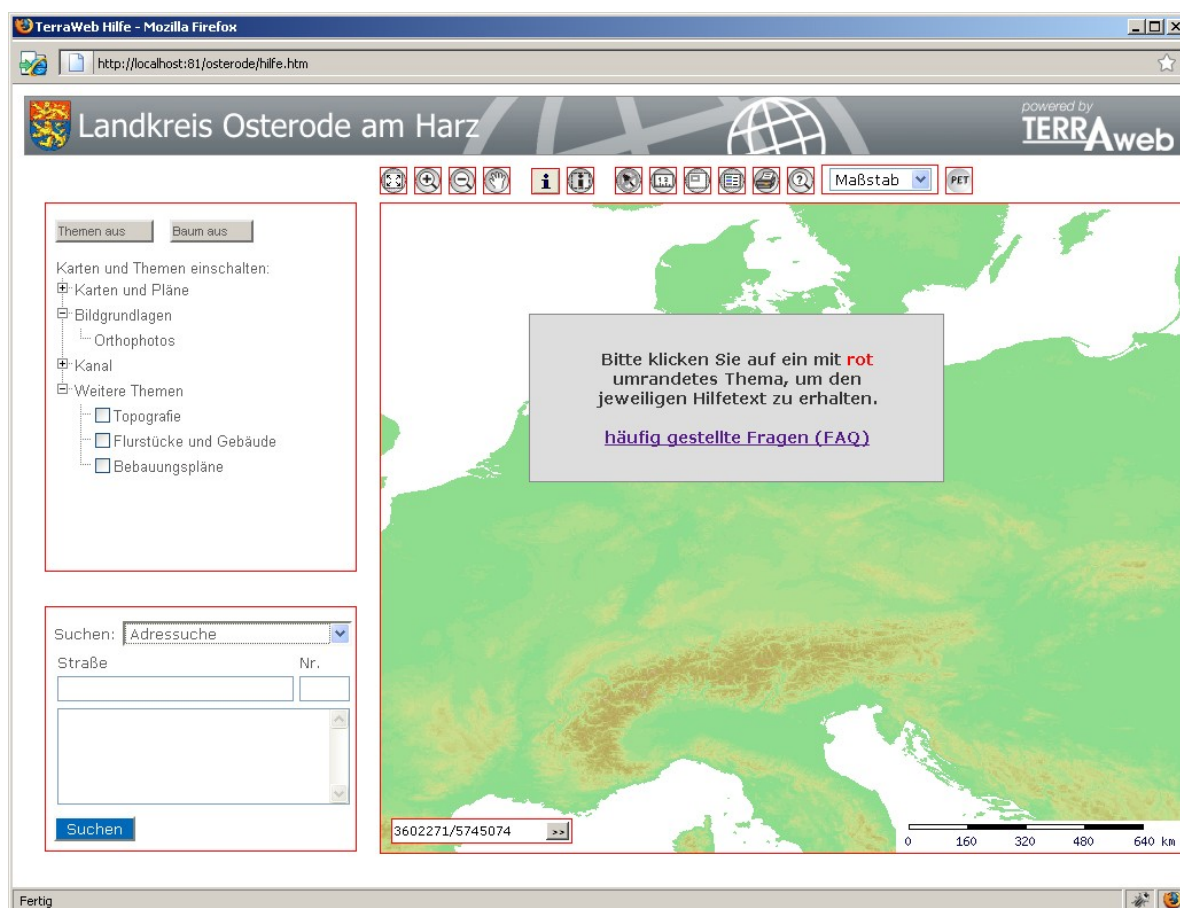 TerraWeb Hilfe - Mozilla Firefox
http://localhost:81/osterode/hilfe.htm
Landkreis Osterode am Harz
powered by
TERRAweb
i
i
1,2
?
Maßstab
PET
Themen aus
Baum aus
Karten und Themen einschalten:
Karten und Pläne
Bildgrundlagen
Orthophotos
Kanal
Weitere Themen
Topografie
Flurstücke und Gebäude
Bebauungspläne
Bitte klicken Sie auf ein mit rot
umrandetes Thema, um den
jeweiligen Hilfetext zu erhalten.
häufig gestellte Fragen (FAQ)
Suchen: Adressuche
Straße Nr.
Suchen
3602271/5745074 >>
0 160 320 480 640 km
Fertig